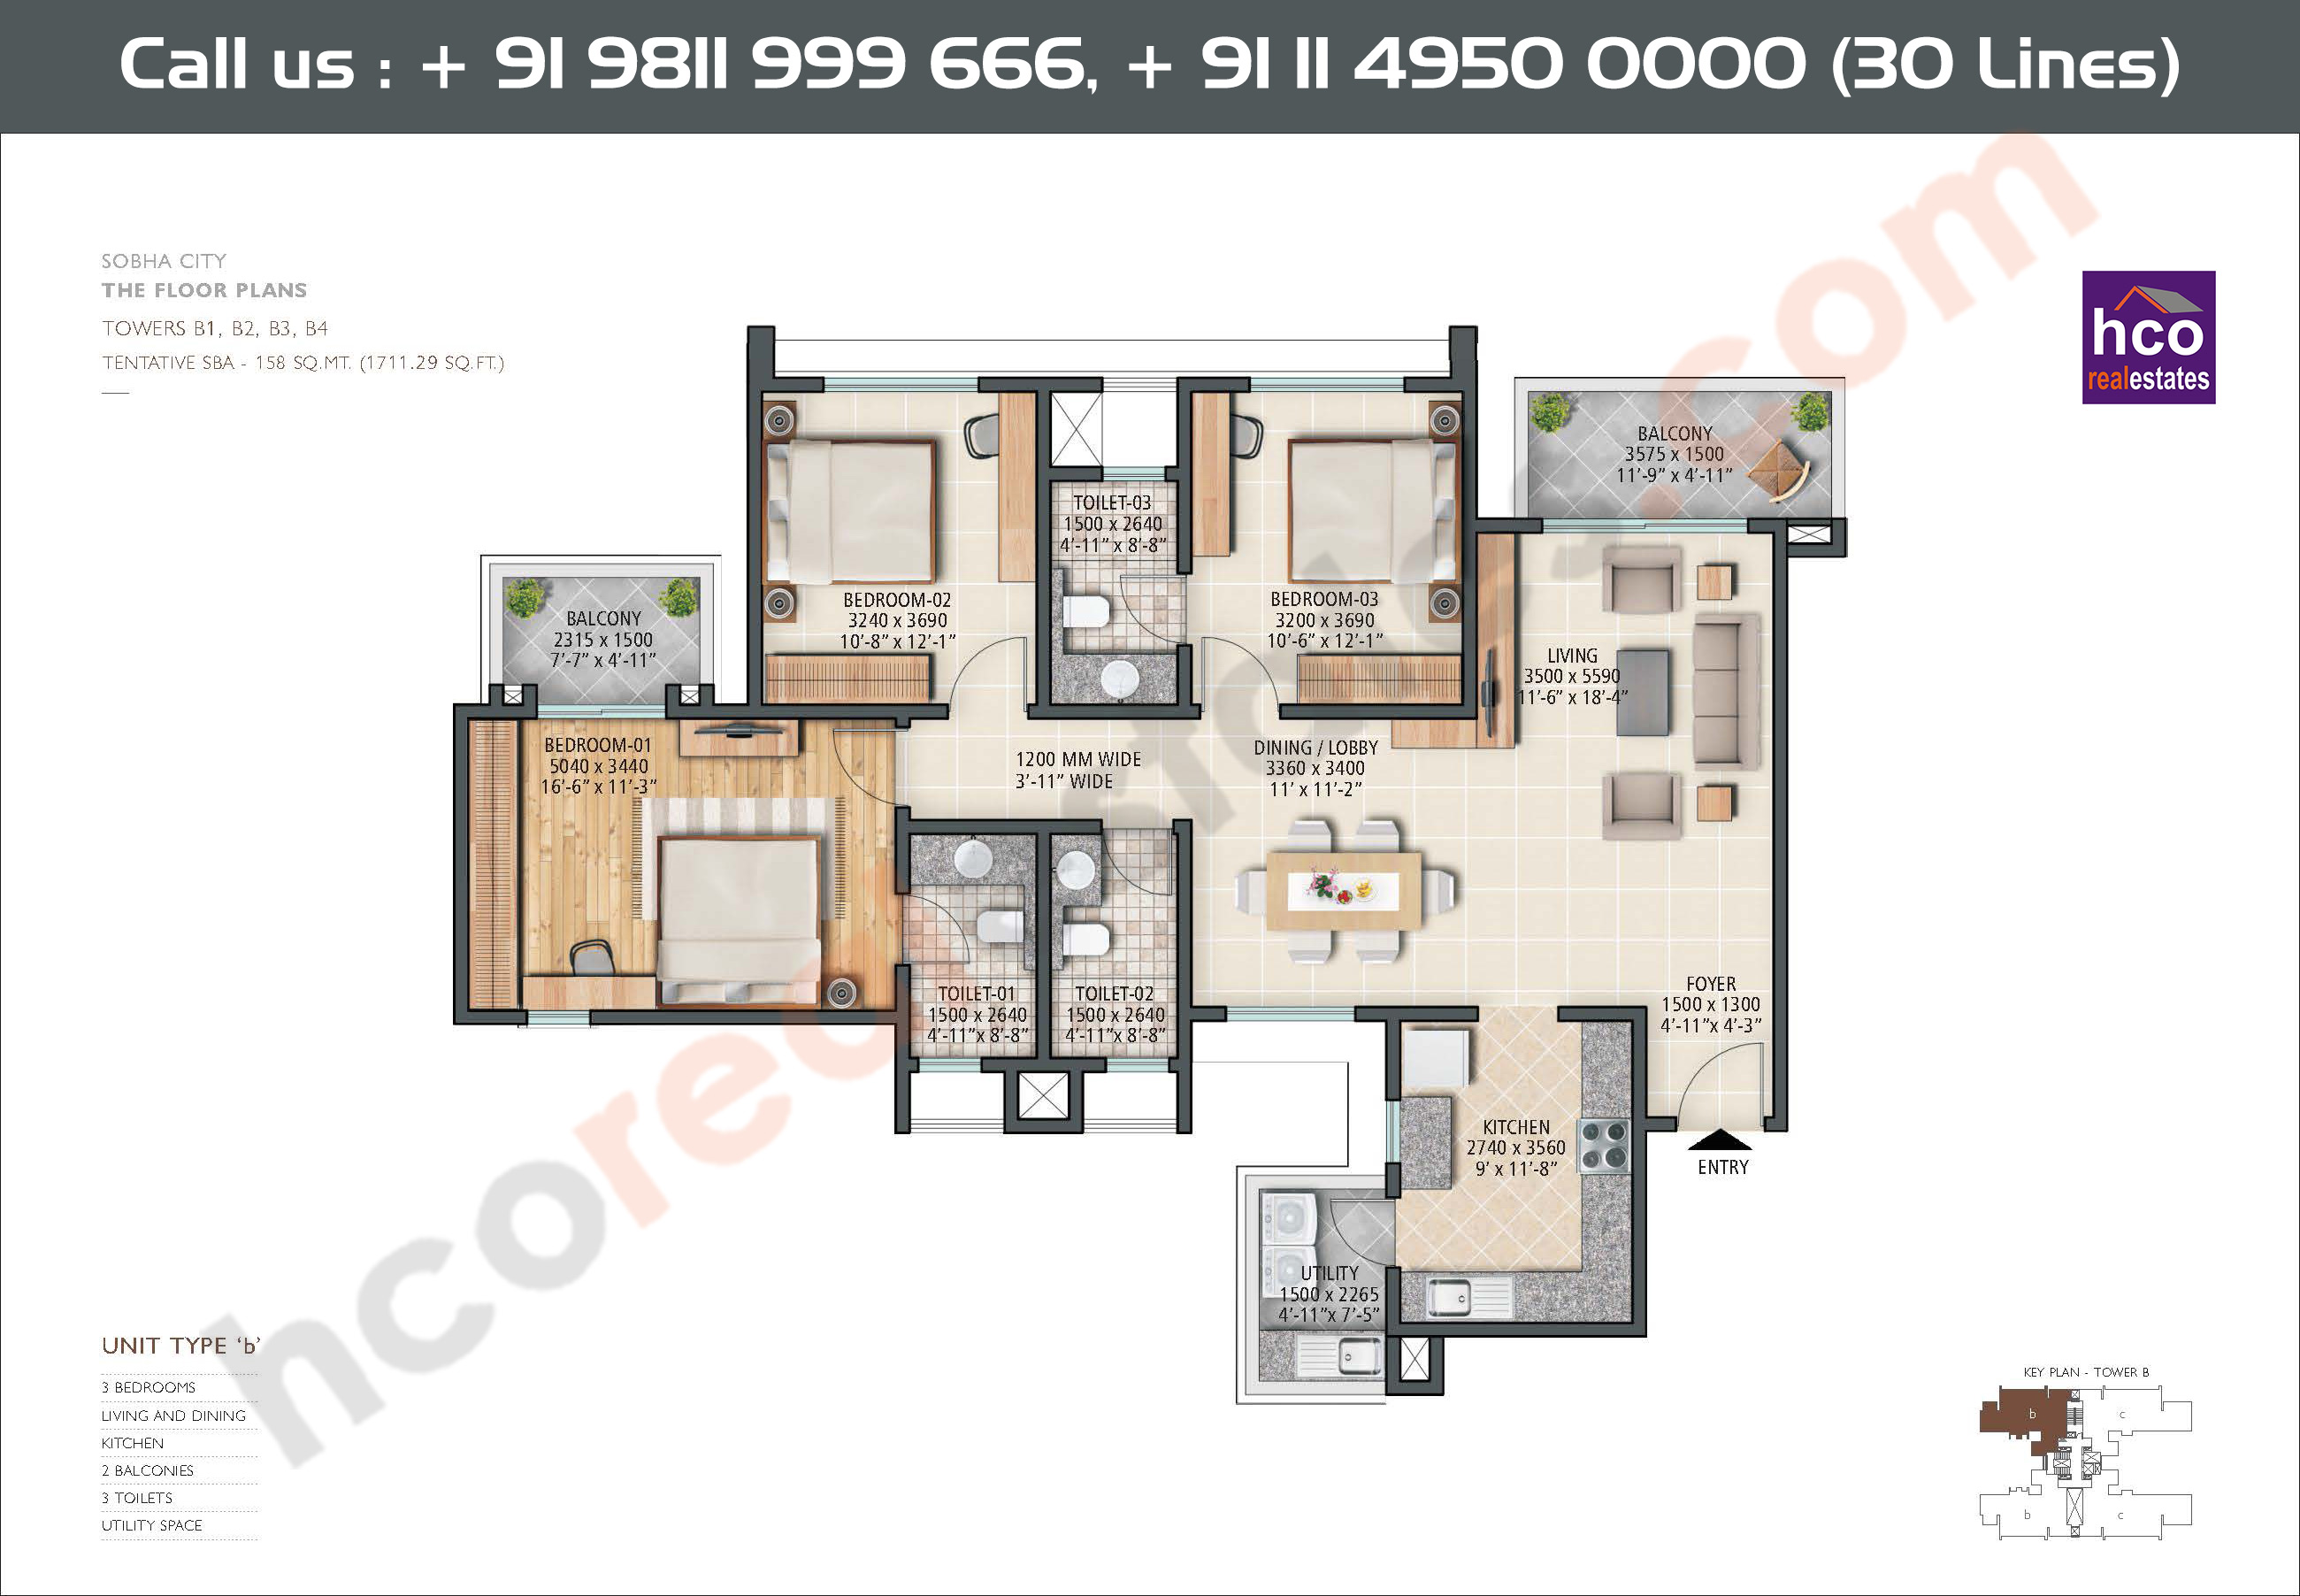 Call us : + 91 9811 999 666, + 91 11 4950 0000 (30 Lines)
SOBHA CITY
THE FLOOR PLANS
TOWERS B1, B2, B3, B4
TENTATIVE SBA - 158 SQ.MT. (1711.29 SQ.FT.)
hco
realestates
BALCONY
3575 x 1500
11'-9" x 4'-11"
TOILET-03
1500 x 2640
4'-11" x 8'-8"
BEDROOM-02
3240 x 3690
10'-8" x 12'-1"
BEDROOM-03
3200 x 3690
10'-6" x 12'-1"
BALCONY
2315 x 1500
7'-7" x 4'-11"
LIVING
3500 x 5590
11'-6" x 18'-4"
BEDROOM-01
5040 x 3440
16'-6" x 11'-3"
1200 MM WIDE
3'-11" WIDE
DINING / LOBBY
3360 x 3400
11' x 11'-2"
TOILET-01
1500 x 2640
4'-11"x 8'-8"
TOILET-02
1500 x 2640
4'-11"x 8'-8"
FOYER
1500 x 1300
4'-11"x 4'-3"
KITCHEN
2740 x 3560
9' x 11'-8"
ENTRY
UTILITY
1500 x 2265
4'-11"x 7'-5"
UNIT TYPE 'b'
3 BEDROOMS
LIVING AND DINING
KITCHEN
2 BALCONIES
3 TOILETS
UTILITY SPACE
KEY PLAN - TOWER B
b
c
b
c